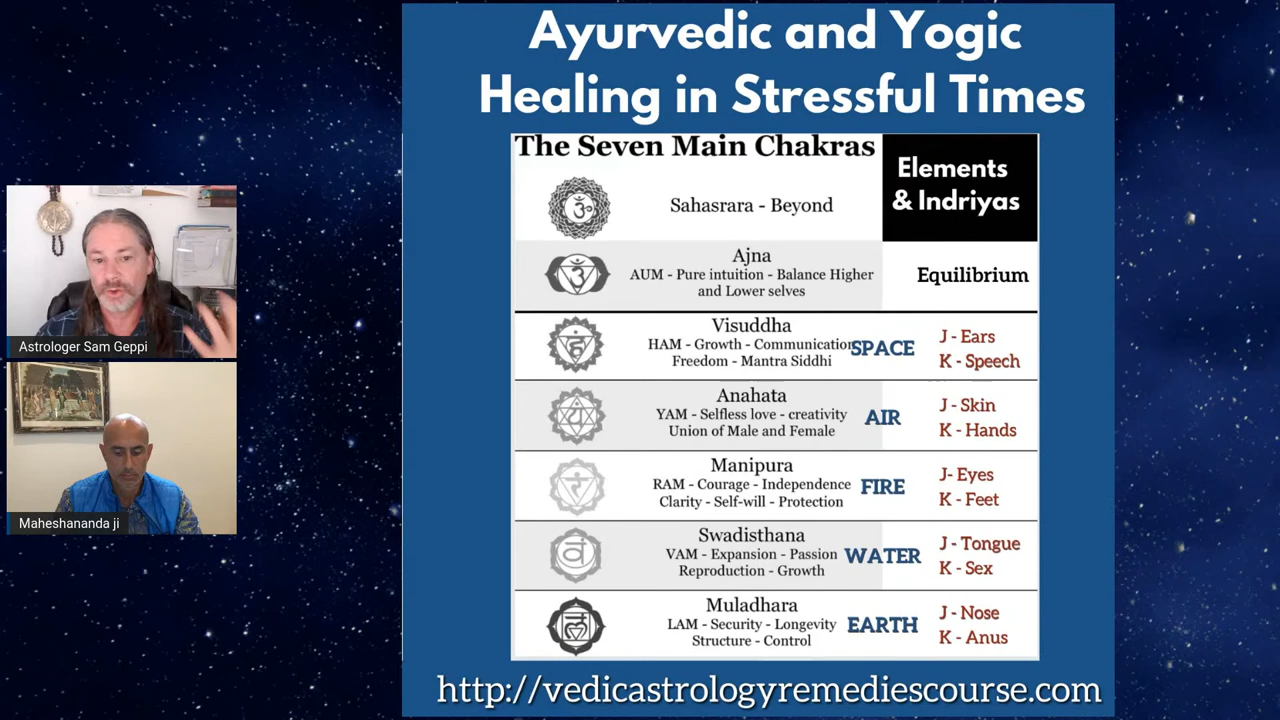 Ayurvedic and Yogic
Healing in Stressful Times
The Seven Main Chakras
Elements
& Indriyas
Sahasrara - Beyond
Ajna
AUM - Pure intuition - Balance Higher
and Lower selves
Equilibrium
Visuddha
HAM - Growth - Communication
Freedom - Mantra Siddhi
SPACE
J - Ears
K - Speech
Anahata
YAM - Selfless love - creativity
Union of Male and Female
AIR
J - Skin
K - Hands
Manipura
RAM - Courage - Independence
Clarity - Self-will - Protection
FIRE
J- Eyes
K - Feet
Swadisthana
VAM - Expansion - Passion
Reproduction - Growth
WATER
J - Tongue
K - Sex
Muladhara
LAM - Security - Longevity
Structure - Control
EARTH
J - Nose
K - Anus
http://vedicastrologyremediescourse.com
Astrologer Sam Geppi
Maheshananda ji
ॐ
ॐ
हं
यं
रं
वं
लं